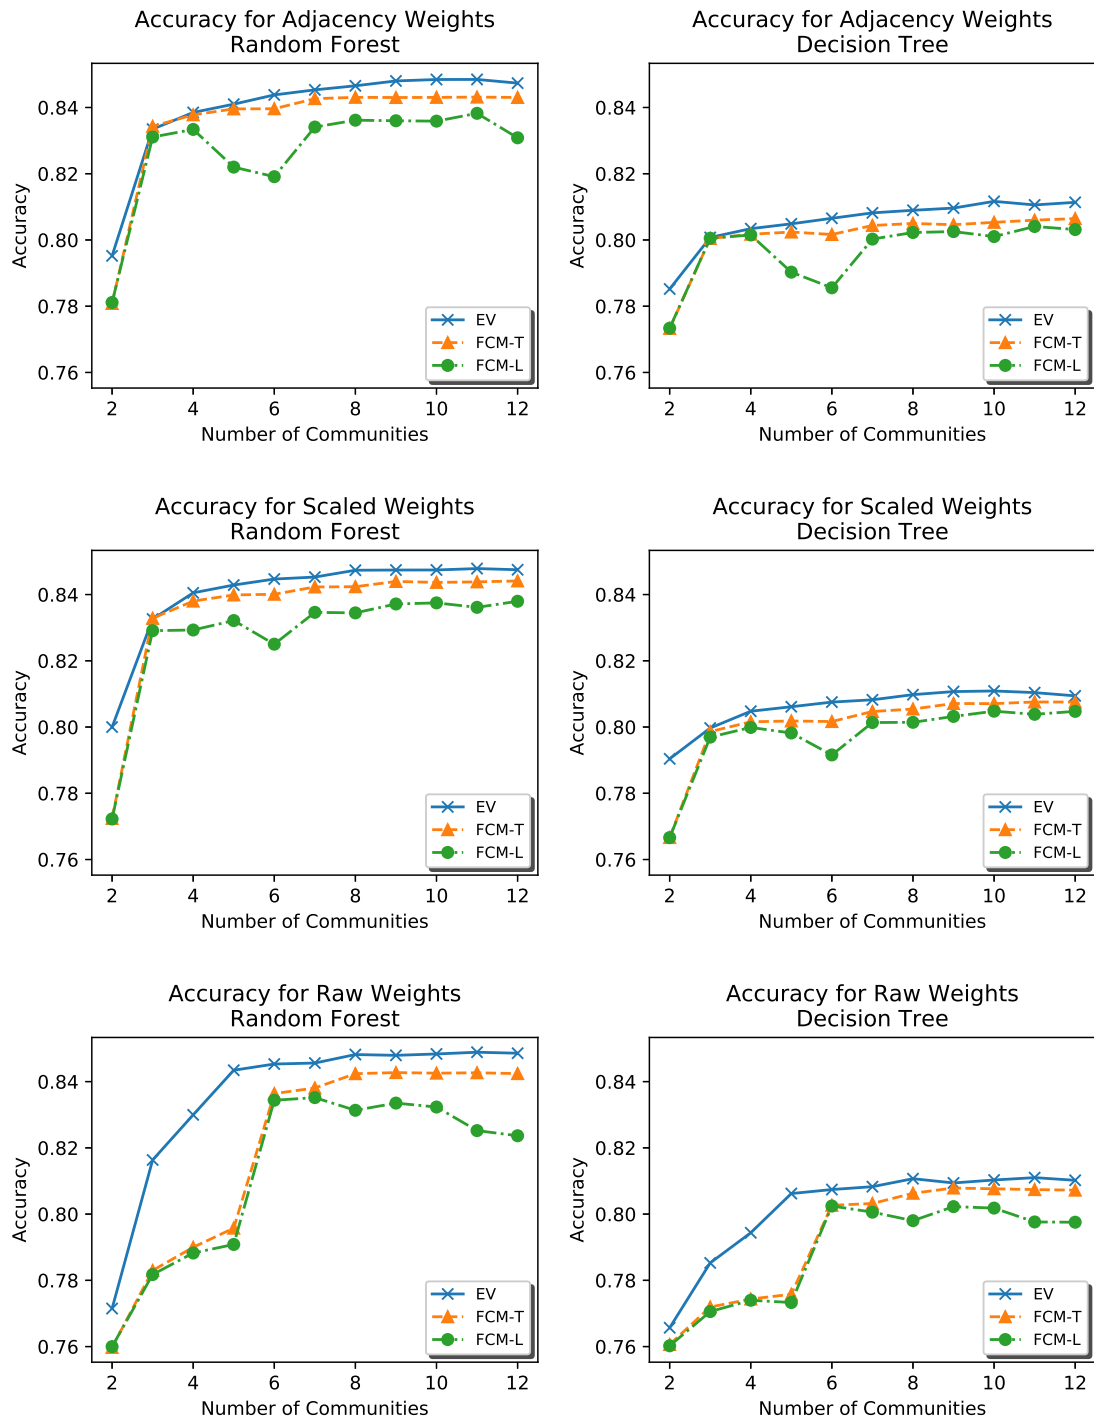 Accuracy for Adjacency Weights
Random Forest
0.84
0.82
0.80
0.78
0.76
Accuracy
2 4 6 8 10 12
Number of Communities
EV
FCM-T
FCM-L
Accuracy for Adjacency Weights
Decision Tree
0.84
0.82
0.80
0.78
0.76
Accuracy
2 4 6 8 10 12
Number of Communities
EV
FCM-T
FCM-L
Accuracy for Scaled Weights
Random Forest
0.84
0.82
0.80
0.78
0.76
Accuracy
2 4 6 8 10 12
Number of Communities
EV
FCM-T
FCM-L
Accuracy for Scaled Weights
Decision Tree
0.84
0.82
0.80
0.78
0.76
Accuracy
2 4 6 8 10 12
Number of Communities
EV
FCM-T
FCM-L
Accuracy for Raw Weights
Random Forest
0.84
0.82
0.80
0.78
0.76
Accuracy
2 4 6 8 10 12
Number of Communities
EV
FCM-T
FCM-L
Accuracy for Raw Weights
Decision Tree
0.84
0.82
0.80
0.78
0.76
Accuracy
2 4 6 8 10 12
Number of Communities
EV
FCM-T
FCM-L